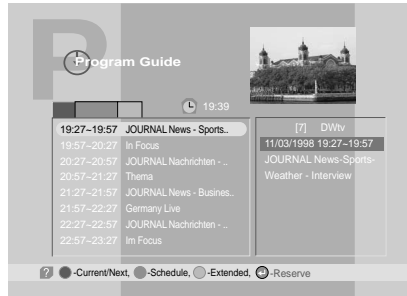 P
Program Guide
19:39
19:27~19:57 JOURNAL News - Sports..
19:57~20:27 In Focus
20:27~20:57 JOURNAL Nachrichten - ..
20:57~21:27 Thema
21:27~21:57 JOURNAL News - Busines..
21:57~22:27 Germany Live
22:27~22:57 JOURNAL Nachrichten - ..
22:57~23:27 Im Focus
[7] DWtv
11/03/1998 19:27~19:57
JOURNAL News-Sports-
Weather - Interview
? -Current/Next, -Schedule, -Extended, -Reserve